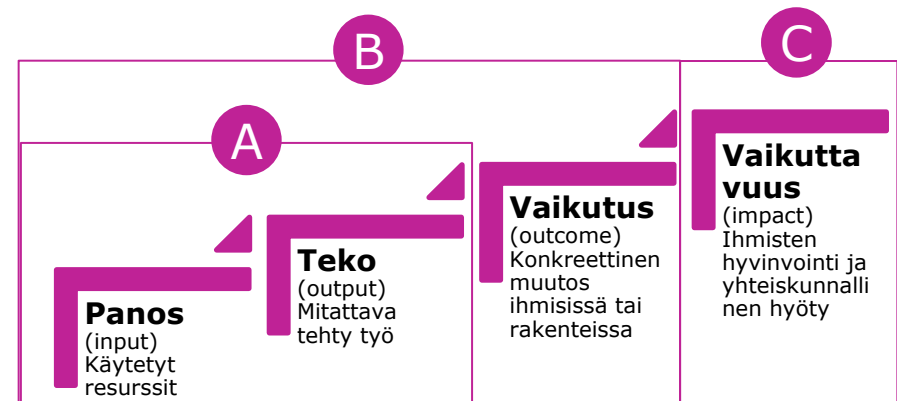 B
C
A
Panos
(input)
Käytetyt
resurssit
Teko
(output)
Mitattava
tehty työ
Vaikutus
(outcome)
Konkreettinen
muutos
ihmisissä tai
rakenteissa
Vaikutta
vuus
(impact)
Ihmisten
hyvinvointi ja
yhteiskunnalli
nen hyöty